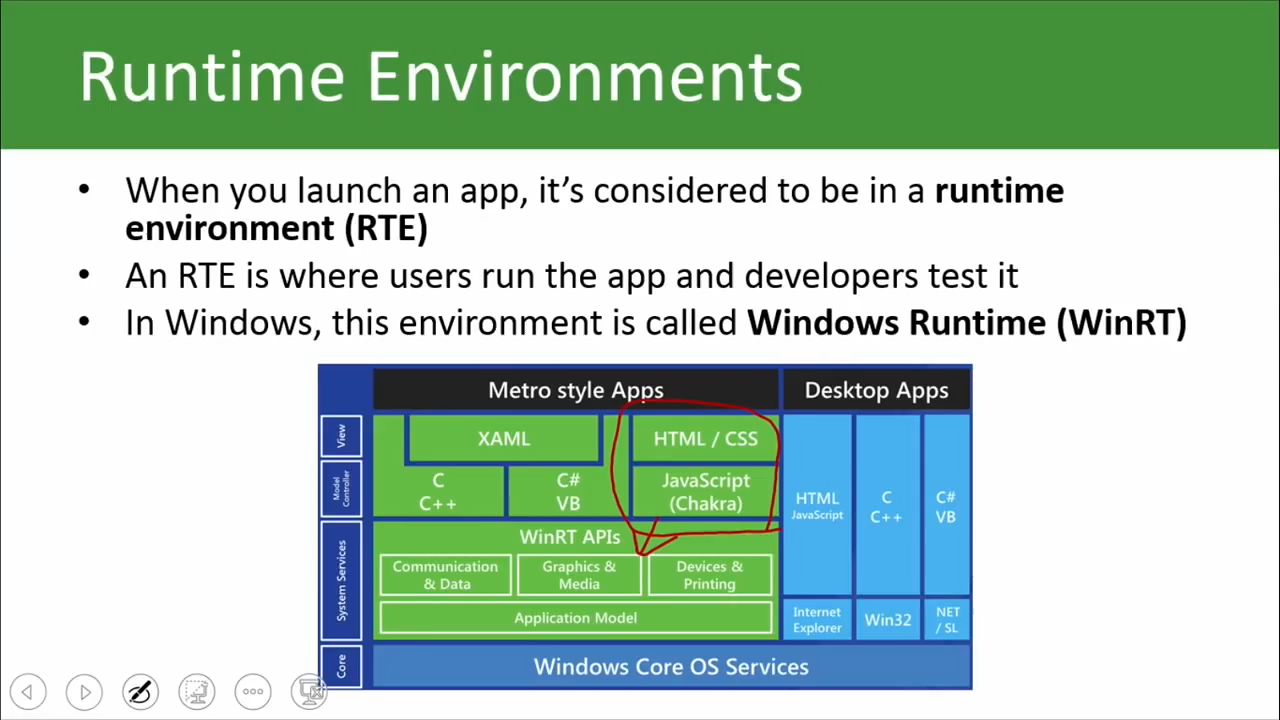 Runtime Environments
• When you launch an app, it's considered to be in a runtime
environment (RTE)
• An RTE is where users run the app and developers test it
• In Windows, this environment is called Windows Runtime (WinRT)
Metro style Apps
Desktop Apps
View
XAML
HTML / CSS
Model
Controller
C
C++
C#
VB
JavaScript
(Chakra)
HTML
JavaScript
C
C++
C#
VB
System Services
WinRT APIs
Communication
& Data
Graphics &
Media
Devices &
Printing
Application Model
Internet
Explorer
Win32
NET
/ SL
Core
Windows Core OS Services